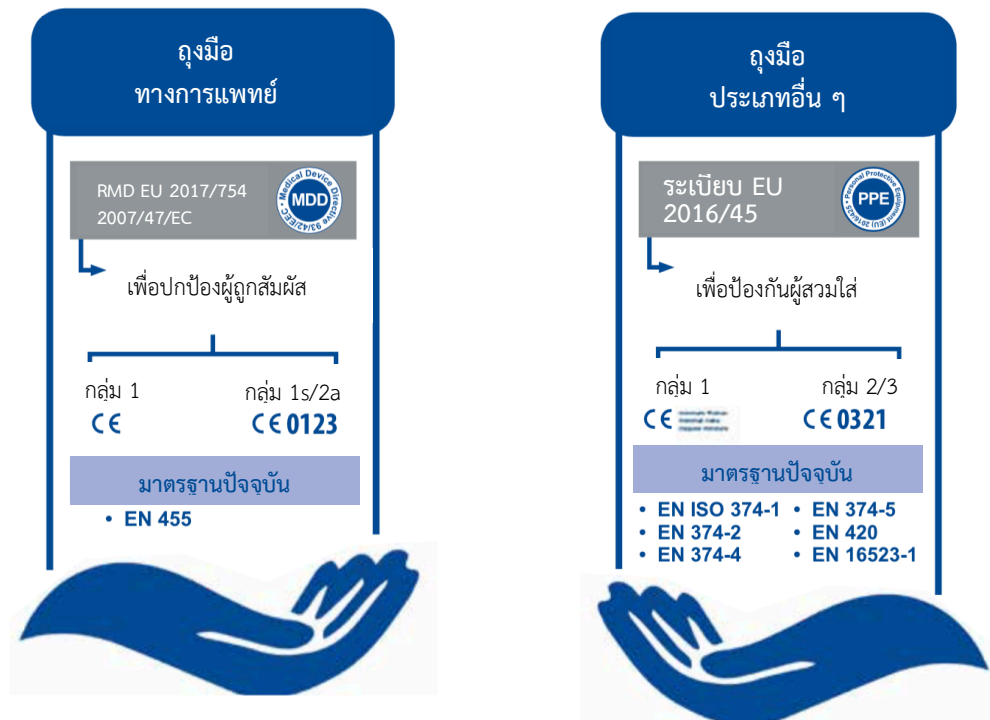 ถุงมือ
ทางการแพทย์
RMD EU 2017/754
2007/47/EC
Medical Device Directive 93/42/EEC
MDD
เพื่อปกป้องผู้ถูกสัมผัส
กลุ่ม 1
กลุ่ม 1s/2a
CE
CE 0123
มาตรฐานปัจจุบัน
• EN 455
ถุงมือ
ประเภทอื่น ๆ
ระเบียบ EU
2016/45
Personal Protective Equipment (EU) 2016/425
PPE
เพื่อป้องกันผู้สวมใส่
กลุ่ม 1
กลุ่ม 2/3
CE
CE 0321
มาตรฐานปัจจุบัน
• EN ISO 374-1
• EN 374-2
• EN 374-4
• EN 374-5
• EN 420
• EN 16523-1